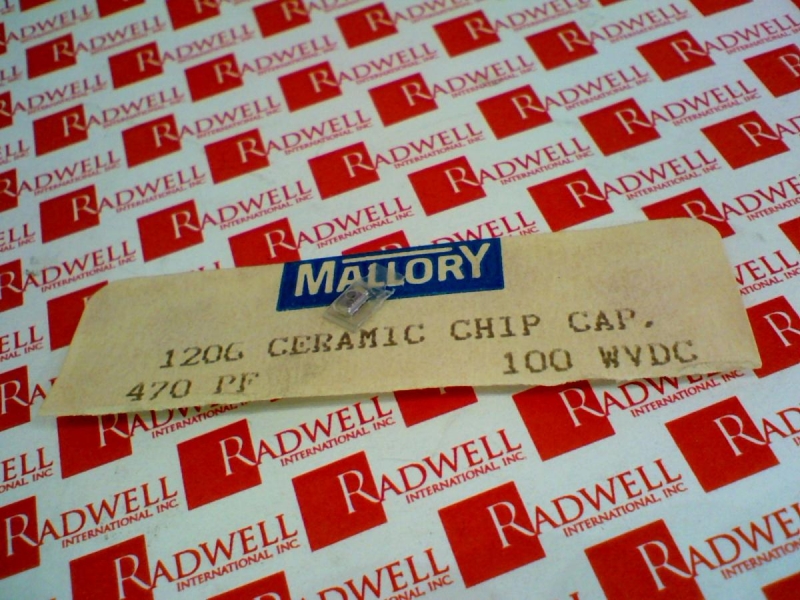 MALLORY
1206 CERAMIC CHIP CAP.
470 PF 100 WVDC
RADWELL
INTERNATIONAL, INC.